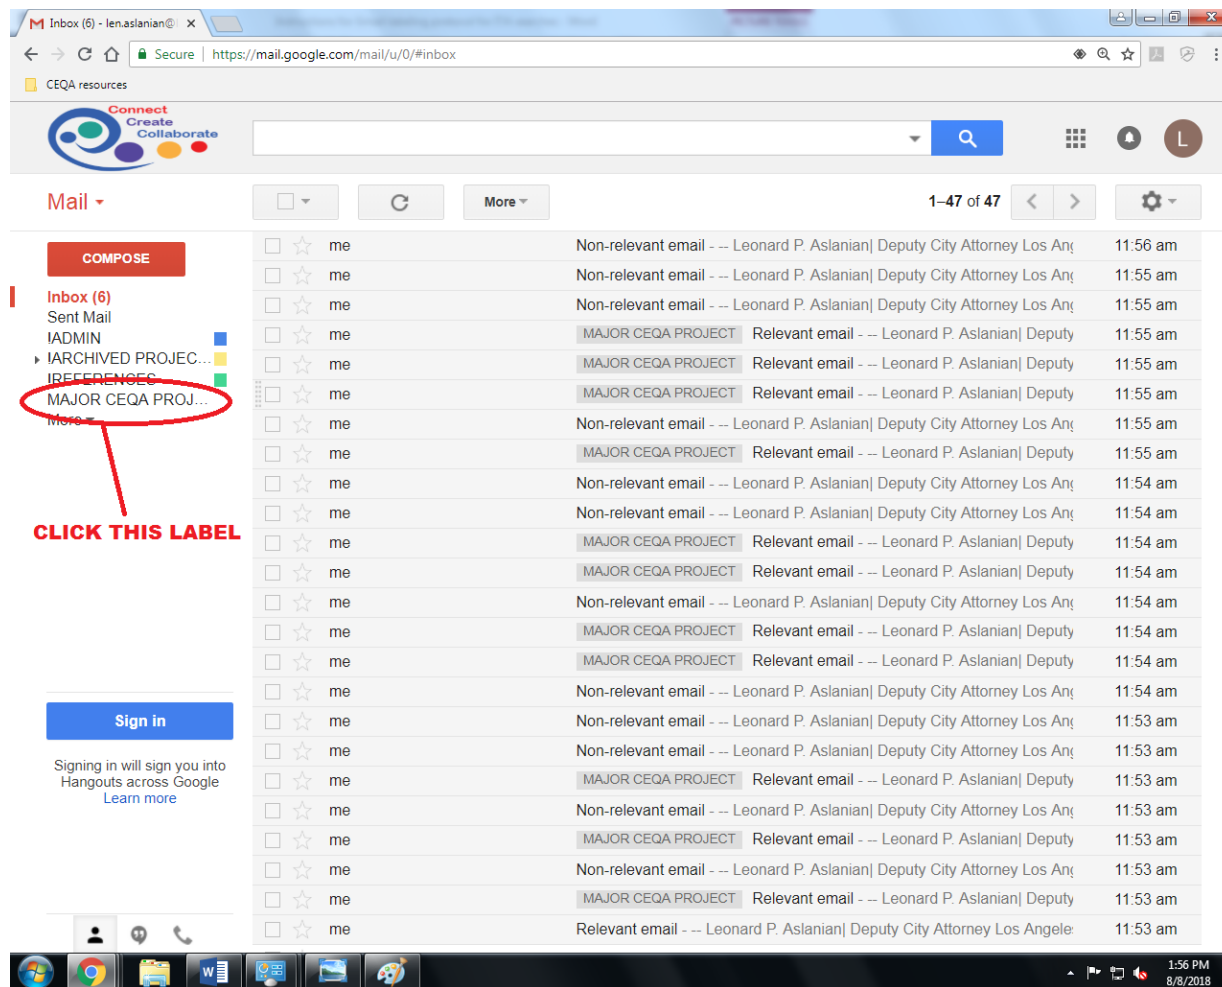 Inbox (6) - len.aslanian@
Secure | https://mail.google.com/mail/u/0/#inbox
CEQA resources
Connect
Create
Collaborate
L
Mail
More
1–47 of 47
COMPOSE
Inbox (6)
Sent Mail
!ADMIN
!ARCHIVED PROJEC...
!REFERENCES
MAJOR CEQA PROJ...
More
CLICK THIS LABEL
me Non-relevant email - -- Leonard P. Aslanian| Deputy City Attorney Los Ang 11:56 am
me Non-relevant email - -- Leonard P. Aslanian| Deputy City Attorney Los Ang 11:55 am
me Non-relevant email - -- Leonard P. Aslanian| Deputy City Attorney Los Ang 11:55 am
me MAJOR CEQA PROJECT Relevant email - -- Leonard P. Aslanian| Deputy 11:55 am
me MAJOR CEQA PROJECT Relevant email - -- Leonard P. Aslanian| Deputy 11:55 am
me MAJOR CEQA PROJECT Relevant email - -- Leonard P. Aslanian| Deputy 11:55 am
me Non-relevant email - -- Leonard P. Aslanian| Deputy City Attorney Los Ang 11:55 am
me MAJOR CEQA PROJECT Relevant email - -- Leonard P. Aslanian| Deputy 11:55 am
me Non-relevant email - -- Leonard P. Aslanian| Deputy City Attorney Los Ang 11:54 am
me Non-relevant email - -- Leonard P. Aslanian| Deputy City Attorney Los Ang 11:54 am
me MAJOR CEQA PROJECT Relevant email - -- Leonard P. Aslanian| Deputy 11:54 am
me MAJOR CEQA PROJECT Relevant email - -- Leonard P. Aslanian| Deputy 11:54 am
me Non-relevant email - -- Leonard P. Aslanian| Deputy City Attorney Los Ang 11:54 am
me MAJOR CEQA PROJECT Relevant email - -- Leonard P. Aslanian| Deputy 11:54 am
me MAJOR CEQA PROJECT Relevant email - -- Leonard P. Aslanian| Deputy 11:54 am
me Non-relevant email - -- Leonard P. Aslanian| Deputy City Attorney Los Ang 11:54 am
me Non-relevant email - -- Leonard P. Aslanian| Deputy City Attorney Los Ang 11:53 am
me Non-relevant email - -- Leonard P. Aslanian| Deputy City Attorney Los Ang 11:53 am
me MAJOR CEQA PROJECT Relevant email - -- Leonard P. Aslanian| Deputy 11:53 am
me Non-relevant email - -- Leonard P. Aslanian| Deputy City Attorney Los Ang 11:53 am
me MAJOR CEQA PROJECT Relevant email - -- Leonard P. Aslanian| Deputy 11:53 am
me Non-relevant email - -- Leonard P. Aslanian| Deputy City Attorney Los Ang 11:53 am
me MAJOR CEQA PROJECT Relevant email - -- Leonard P. Aslanian| Deputy 11:53 am
me Relevant email - -- Leonard P. Aslanian| Deputy City Attorney Los Angele 11:53 am
Sign in
Signing in will sign you into
Hangouts across Google
Learn more
1:56 PM
8/8/2018